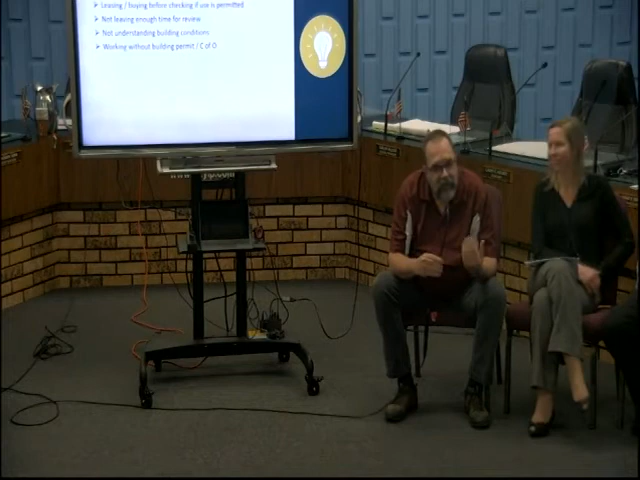 ➢ Leasing / buying before checking if use is permitted
➢ Not leaving enough time for review
➢ Not understanding building conditions
➢ Working without building permit / C of O